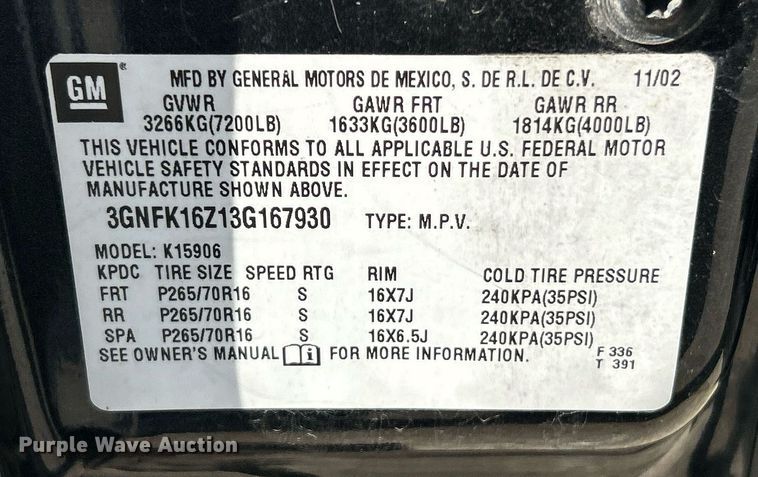 GM ®
MFD BY GENERAL MOTORS DE MEXICO, S. DE R.L. DE C.V. 11/02
GVWR GAWR FRT GAWR RR
3266KG(7200LB) 1633KG(3600LB) 1814KG(4000LB)
THIS VEHICLE CONFORMS TO ALL APPLICABLE U.S. FEDERAL MOTOR
VEHICLE SAFETY STANDARDS IN EFFECT ON THE DATE OF
MANUFACTURE SHOWN ABOVE.
3GNFK16Z13G167930 TYPE: M.P.V.
MODEL: K15906
KPDC TIRE SIZE SPEED RTG RIM COLD TIRE PRESSURE
FRT P265/70R16 S 16X7J 240KPA(35PSI)
RR P265/70R16 S 16X7J 240KPA(35PSI)
SPA P265/70R16 S 16X6.5J 240KPA(35PSI)
SEE OWNER'S MANUAL i FOR MORE INFORMATION. F 336
T 391
Purple Wave Auction